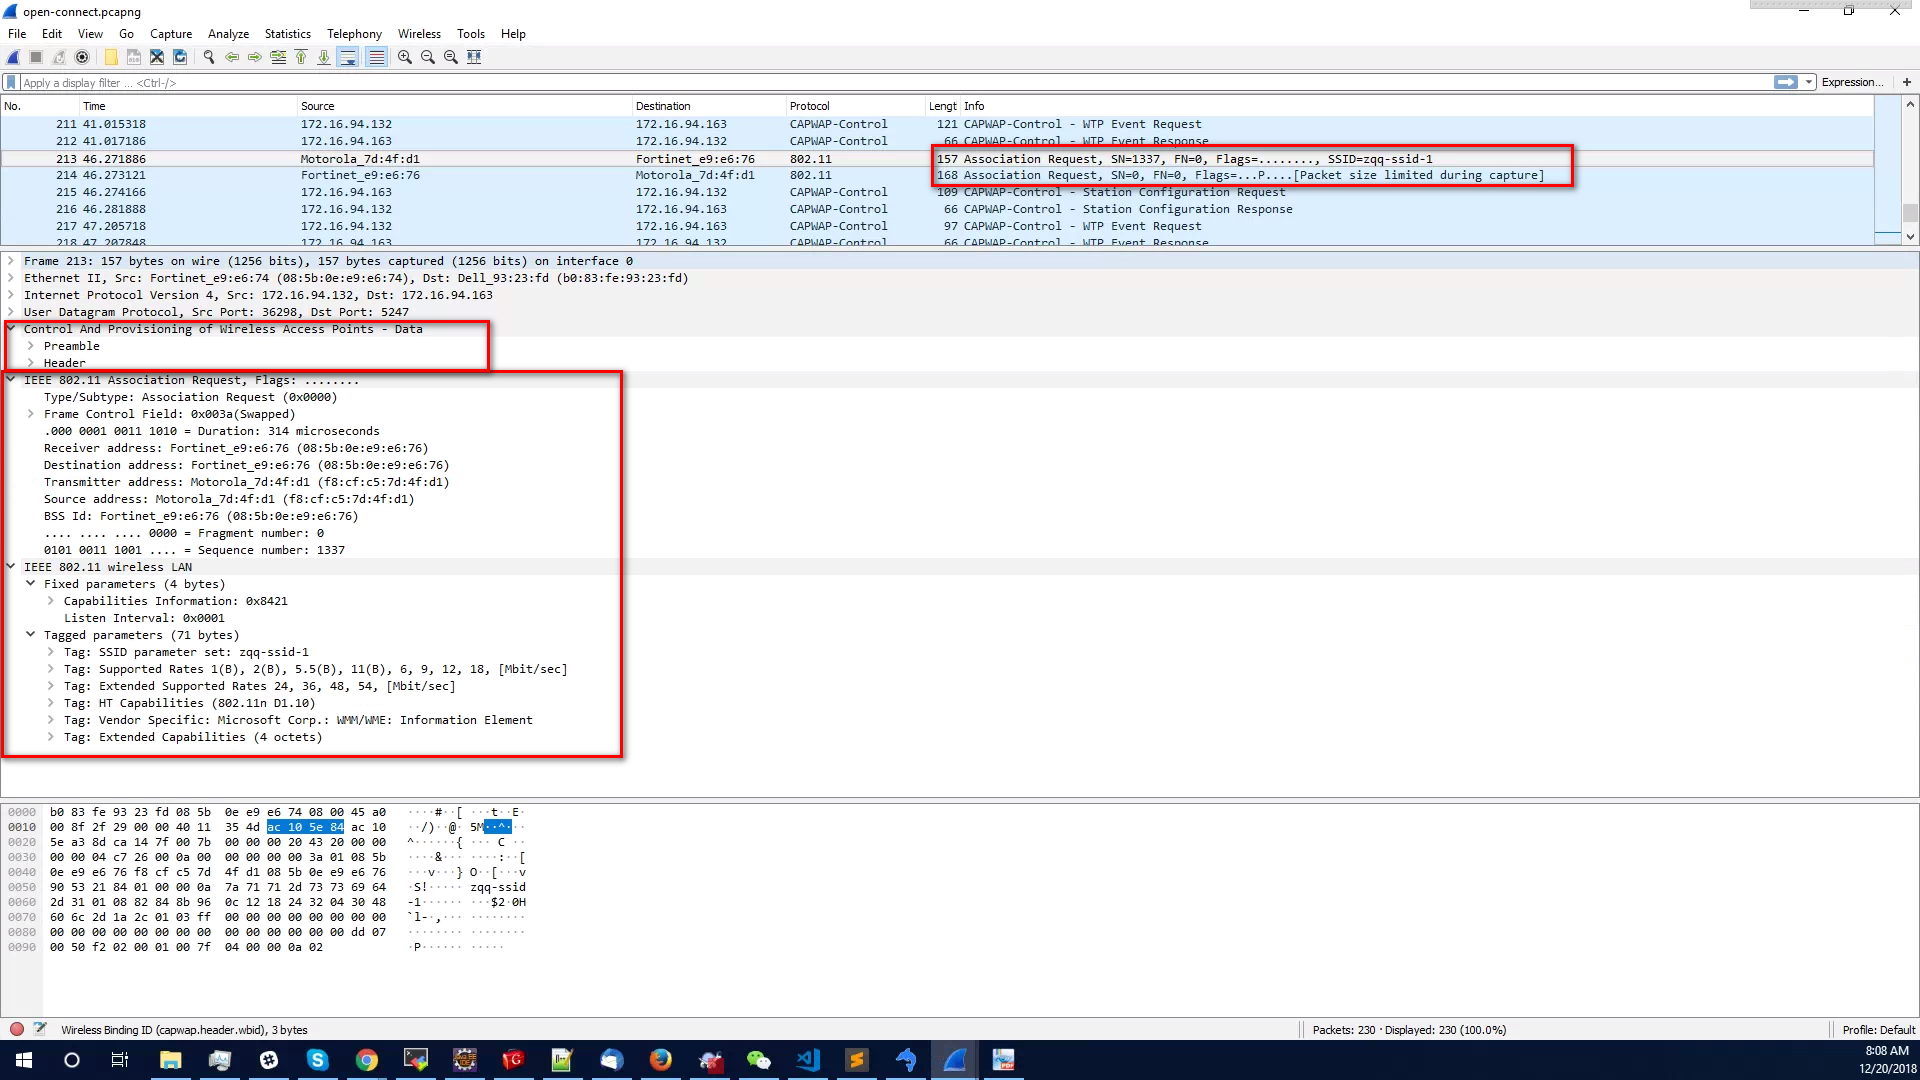 open-connect.pcapng
File Edit View Go Capture Analyze Statistics Telephony Wireless Tools Help
Apply a display filter ... <Ctrl-/> Expression... +
No. Time Source Destination Protocol Lengt Info
211 41.015318 172.16.94.132 172.16.94.163 CAPWAP-Control 121 CAPWAP-Control - WTP Event Request
212 41.017186 172.16.94.163 172.16.94.132 CAPWAP-Control 66 CAPWAP-Control - WTP Event Response
213 46.271886 Motorola_7d:4f:d1 Fortinet_e9:e6:76 802.11 157 Association Request, SN=1337, FN=0, Flags=........, SSID=zqq-ssid-1
214 46.273121 Fortinet_e9:e6:76 Motorola_7d:4f:d1 802.11 168 Association Request, SN=0, FN=0, Flags=...P....[Packet size limited during capture]
215 46.274166 172.16.94.163 172.16.94.132 CAPWAP-Control 109 CAPWAP-Control - Station Configuration Request
216 46.281888 172.16.94.132 172.16.94.163 CAPWAP-Control 66 CAPWAP-Control - Station Configuration Response
217 47.205718 172.16.94.132 172.16.94.163 CAPWAP-Control 97 CAPWAP-Control - WTP Event Request
218 47.207848 172.16.94.163 172.16.94.132 CAPWAP-Control 66 CAPWAP-Control - WTP Event Response
Frame 213: 157 bytes on wire (1256 bits), 157 bytes captured (1256 bits) on interface 0
Ethernet II, Src: Fortinet_e9:e6:74 (08:5b:0e:e9:e6:74), Dst: Dell_93:23:fd (b0:83:fe:93:23:fd)
Internet Protocol Version 4, Src: 172.16.94.132, Dst: 172.16.94.163
User Datagram Protocol, Src Port: 36298, Dst Port: 5247
Control And Provisioning of Wireless Access Points - Data
Preamble
Header
IEEE 802.11 Association Request, Flags: ........
Type/Subtype: Association Request (0x0000)
Frame Control Field: 0x003a(Swapped)
.000 0001 0011 1010 = Duration: 314 microseconds
Receiver address: Fortinet_e9:e6:76 (08:5b:0e:e9:e6:76)
Destination address: Fortinet_e9:e6:76 (08:5b:0e:e9:e6:76)
Transmitter address: Motorola_7d:4f:d1 (f8:cf:c5:7d:4f:d1)
Source address: Motorola_7d:4f:d1 (f8:cf:c5:7d:4f:d1)
BSS Id: Fortinet_e9:e6:76 (08:5b:0e:e9:e6:76)
.... .... .... 0000 = Fragment number: 0
0101 0011 1001 .... = Sequence number: 1337
IEEE 802.11 wireless LAN
Fixed parameters (4 bytes)
Capabilities Information: 0x8421
Listen Interval: 0x0001
Tagged parameters (71 bytes)
Tag: SSID parameter set: zqq-ssid-1
Tag: Supported Rates 1(B), 2(B), 5.5(B), 11(B), 6, 9, 12, 18, [Mbit/sec]
Tag: Extended Supported Rates 24, 36, 48, 54, [Mbit/sec]
Tag: HT Capabilities (802.11n D1.10)
Tag: Vendor Specific: Microsoft Corp.: WMM/WME: Information Element
Tag: Extended Capabilities (4 octets)
0000 b0 83 fe 93 23 fd 08 5b 0e e9 e6 74 08 00 45 a0 ····#··[ ···t··E·
0010 00 8f 2f 29 00 00 40 11 35 4d ac 10 5e 84 ac 10 ··/)··@· 5M··^···
0020 5e a3 8d ca 14 7f 00 7b 00 00 00 20 43 20 00 00 ^······{ ··· C ··
0030 00 00 04 c7 26 00 0a 00 00 00 00 00 3a 01 08 5b ····&··· ····:··[
0040 0e e9 e6 76 f8 cf c5 7d 4f d1 08 5b 0e e9 e6 76 ···v···} O··[···v
0050 90 53 21 84 01 00 00 0a 7a 71 71 2d 73 73 69 64 ·S!····· zqq-ssid
0060 2d 31 01 08 82 84 8b 96 0c 12 18 24 32 04 30 48 -1······ ···$2·0H
0070 60 6c 2d 1a 2c 01 03 ff 00 00 00 00 00 00 00 00 `l-·,··· ········
0080 00 00 00 00 00 00 00 00 00 00 00 00 00 00 dd 07 ········ ········
0090 00 50 f2 02 00 01 00 7f 04 00 00 0a 02 ·P······ ·····
Wireless Binding ID (capwap.header.wbid), 3 bytes Packets: 230 · Displayed: 230 (100.0%) Profile: Default
8:08 AM
12/20/2018